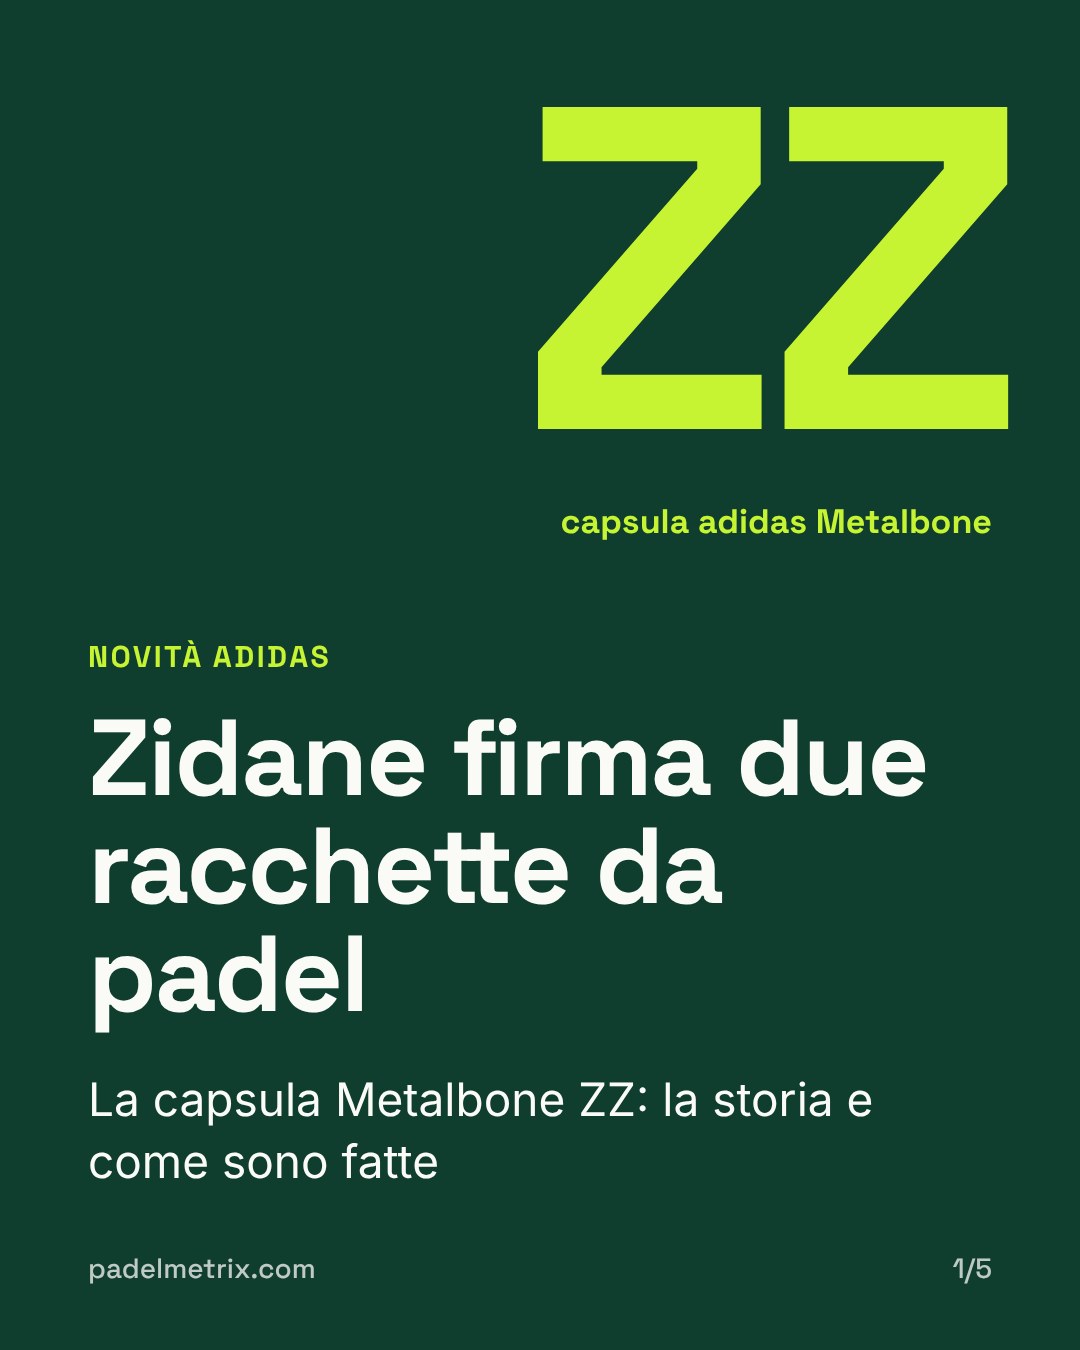 ZZ
capsula adidas Metalbone
NOVITÀ ADIDAS
Zidane firma due
racchette da
padel
La capsula Metalbone ZZ: la storia e
come sono fatte
padelmetrix.com
1/5